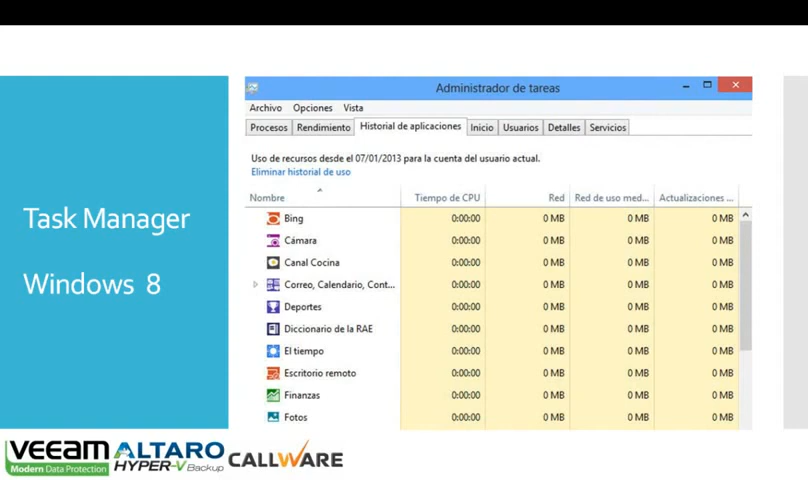 Task Manager
Windows 8
Administrador de tareas
Archivo Opciones Vista
Procesos Rendimiento Historial de aplicaciones Inicio Usuarios Detalles Servicios
Uso de recursos desde el 07/01/2013 para la cuenta del usuario actual.
Eliminar historial de uso
Nombre Tiempo de CPU Red Red de uso med... Actualizaciones ...
Bing 0:00:00 0 MB 0 MB 0 MB
Cámara 0:00:00 0 MB 0 MB 0 MB
Canal Cocina 0:00:00 0 MB 0 MB 0 MB
Correo, Calendario, Cont... 0:00:00 0 MB 0 MB 0 MB
Deportes 0:00:00 0 MB 0 MB 0 MB
Diccionario de la RAE 0:00:00 0 MB 0 MB 0 MB
El tiempo 0:00:00 0 MB 0 MB 0 MB
Escritorio remoto 0:00:00 0 MB 0 MB 0 MB
Finanzas 0:00:00 0 MB 0 MB 0 MB
Fotos 0:00:00 0 MB 0 MB 0 MB
veeam
Modern Data Protection
ALTARO
HYPER-V Backup
CALLWARE